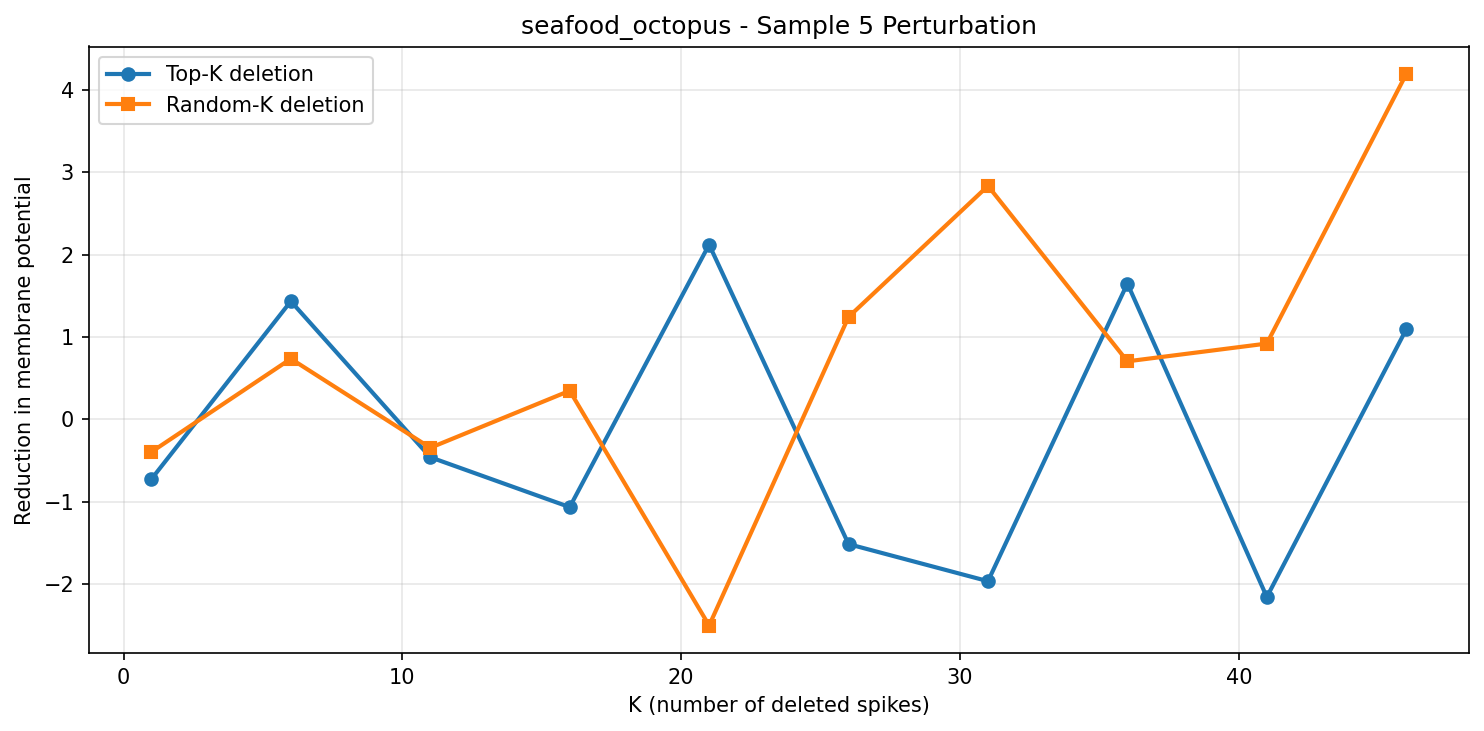 seafood_octopus - Sample 5 Perturbation
Top-K deletion
Random-K deletion
Reduction in membrane potential
4
3
2
1
0
−1
−2
0
10
20
30
40
K (number of deleted spikes)